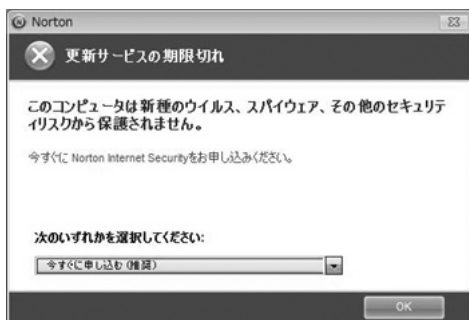 Norton
更新サービスの期限切れ
このコンピュータは新種のウイルス、スパイウェア、その他のセキュリテ
ィリスクから保護されません。
今すぐに Norton Internet Securityをお申し込みください。
次のいずれかを選択してください:
今すぐに申し込む (推奨)
OK